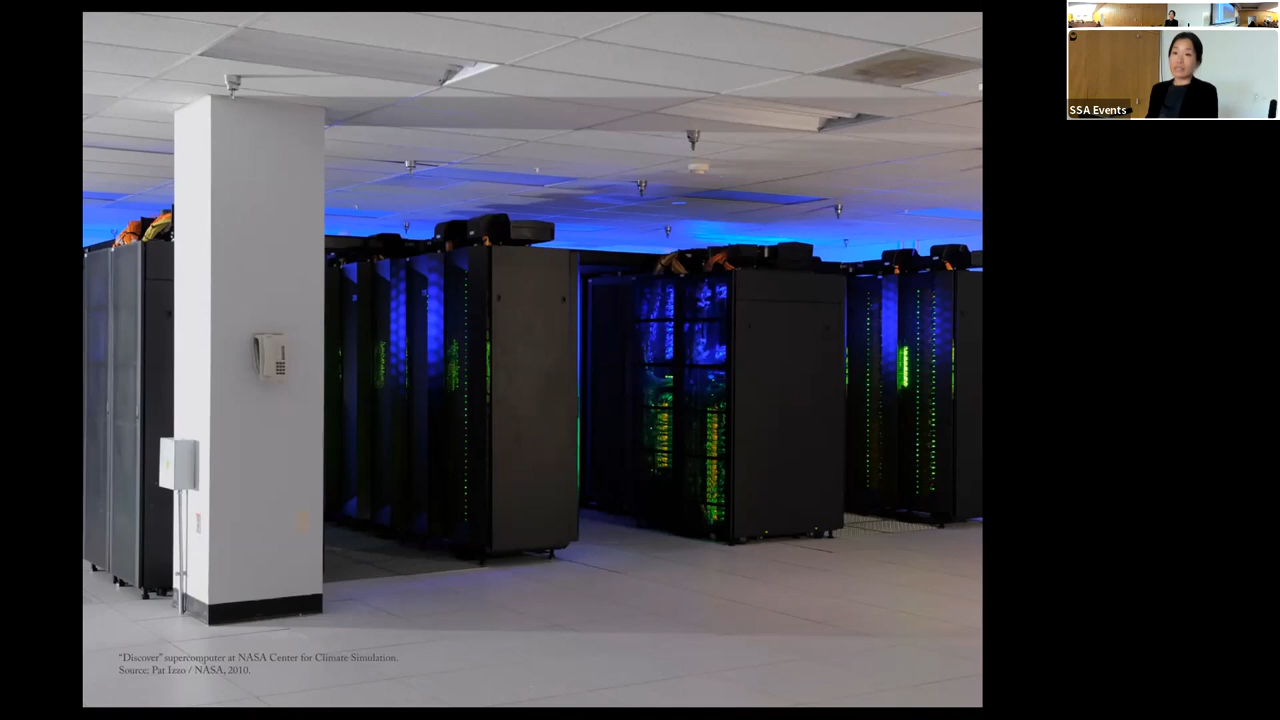 SSA Events
"Discover" supercomputer at NASA Center for Climate Simulation.
Source: Pat Izzo / NASA, 2010.